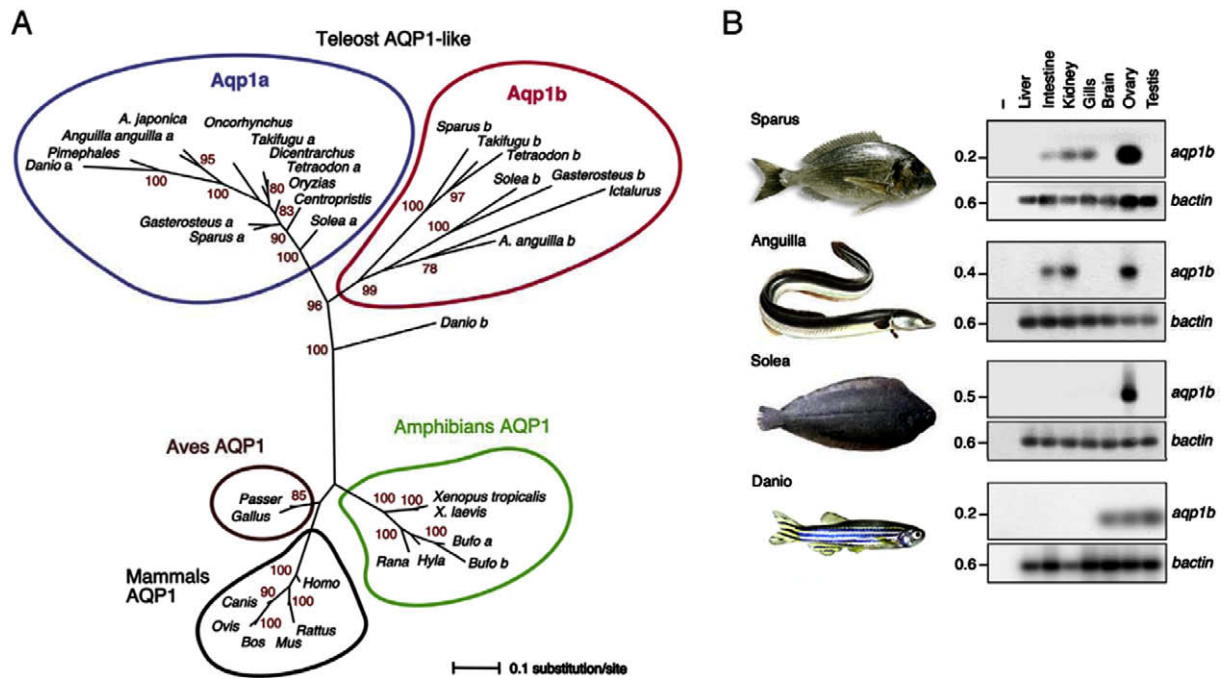 A
Teleost AQP1-like
Aqp1a
A. japonica
Oncorhynchus
Anguilla anguilla a
Takifugu a
Pimephales
95
Dicentrarchus
Danio a
Tetraodon a
100
100
80
Oryzias
83
Centropristis
Gasterosteus a
Solea a
Sparus a
90
100
Aqp1b
Sparus b
Takifugu b
Tetraodon b
Solea b
Gasterosteus b
Ictalurus
100
97
100
A. anguilla b
78
99
96
Danio b
100
Aves AQP1
Passer
85
Gallus
Amphibians AQP1
100
100
Xenopus tropicalis
X. laevis
100
100
Bufo a
Rana
Hyla
Bufo b
Mammals
AQP1
100
Homo
Canis
90
100
Ovis
100
Rattus
Bos
Mus
0.1 substitution/site
B
–
Liver
Intestine
Kidney
Gills
Brain
Ovary
Testis
Sparus
0.2
aqp1b
0.6
bactin
Anguilla
0.4
aqp1b
0.6
bactin
Solea
0.5
aqp1b
0.6
bactin
Danio
0.2
aqp1b
0.6
bactin